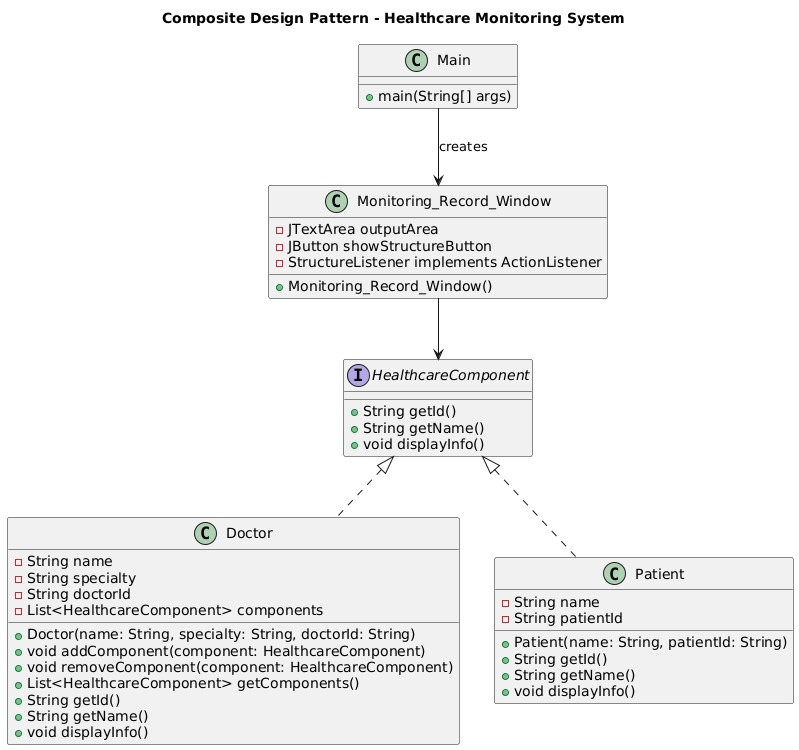 Composite Design Pattern - Healthcare Monitoring System
C Main
main(String[] args)
creates
C Monitoring_Record_Window
JTextArea outputArea
JButton showStructureButton
StructureListener implements ActionListener
Monitoring_Record_Window()
I HealthcareComponent
String getId()
String getName()
void displayInfo()
C Doctor
String name
String specialty
String doctorId
List<HealthcareComponent> components
Doctor(name: String, specialty: String, doctorId: String)
void addComponent(component: HealthcareComponent)
void removeComponent(component: HealthcareComponent)
List<HealthcareComponent> getComponents()
String getId()
String getName()
void displayInfo()
C Patient
String name
String patientId
Patient(name: String, patientId: String)
String getId()
String getName()
void displayInfo()